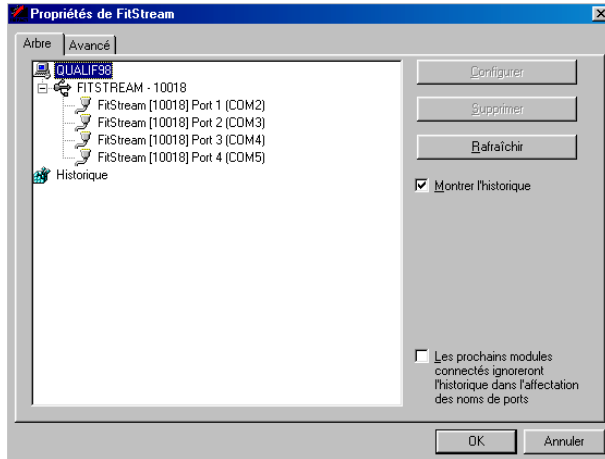 Propriétés de FitStream
Arbre Avancé
QUALIF98
FITSTREAM - 10018
FitStream [10018] Port 1 (COM2)
FitStream [10018] Port 2 (COM3)
FitStream [10018] Port 3 (COM4)
FitStream [10018] Port 4 (COM5)
Historique
Configurer
Supprimer
Rafraîchir
Montrer l'historique
Les prochains modules
connectés ignoreront
l'historique dans l'affectation
des noms de ports
OK Annuler